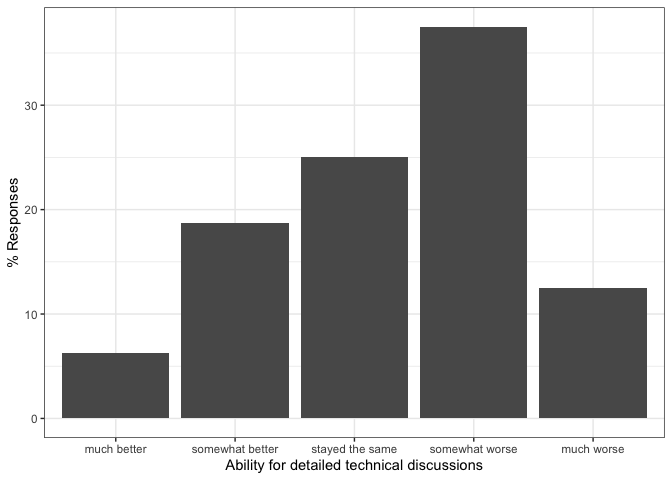 % Responses
30
20
10
0
much better somewhat better stayed the same somewhat worse much worse
Ability for detailed technical discussions